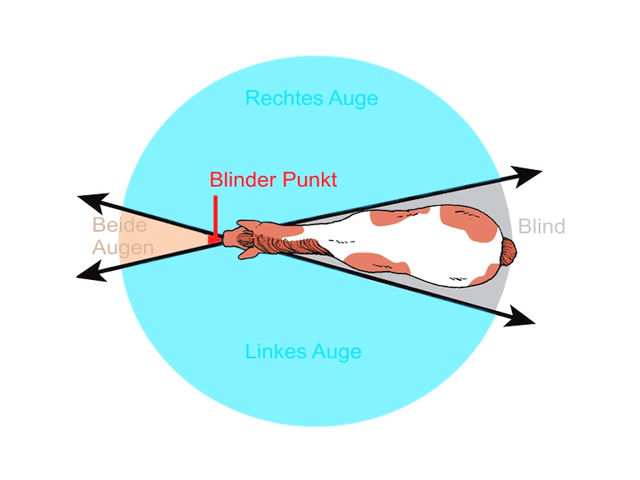 Rechtes Auge
Blinder Punkt
Beide
Augen
Blind
Linkes Auge